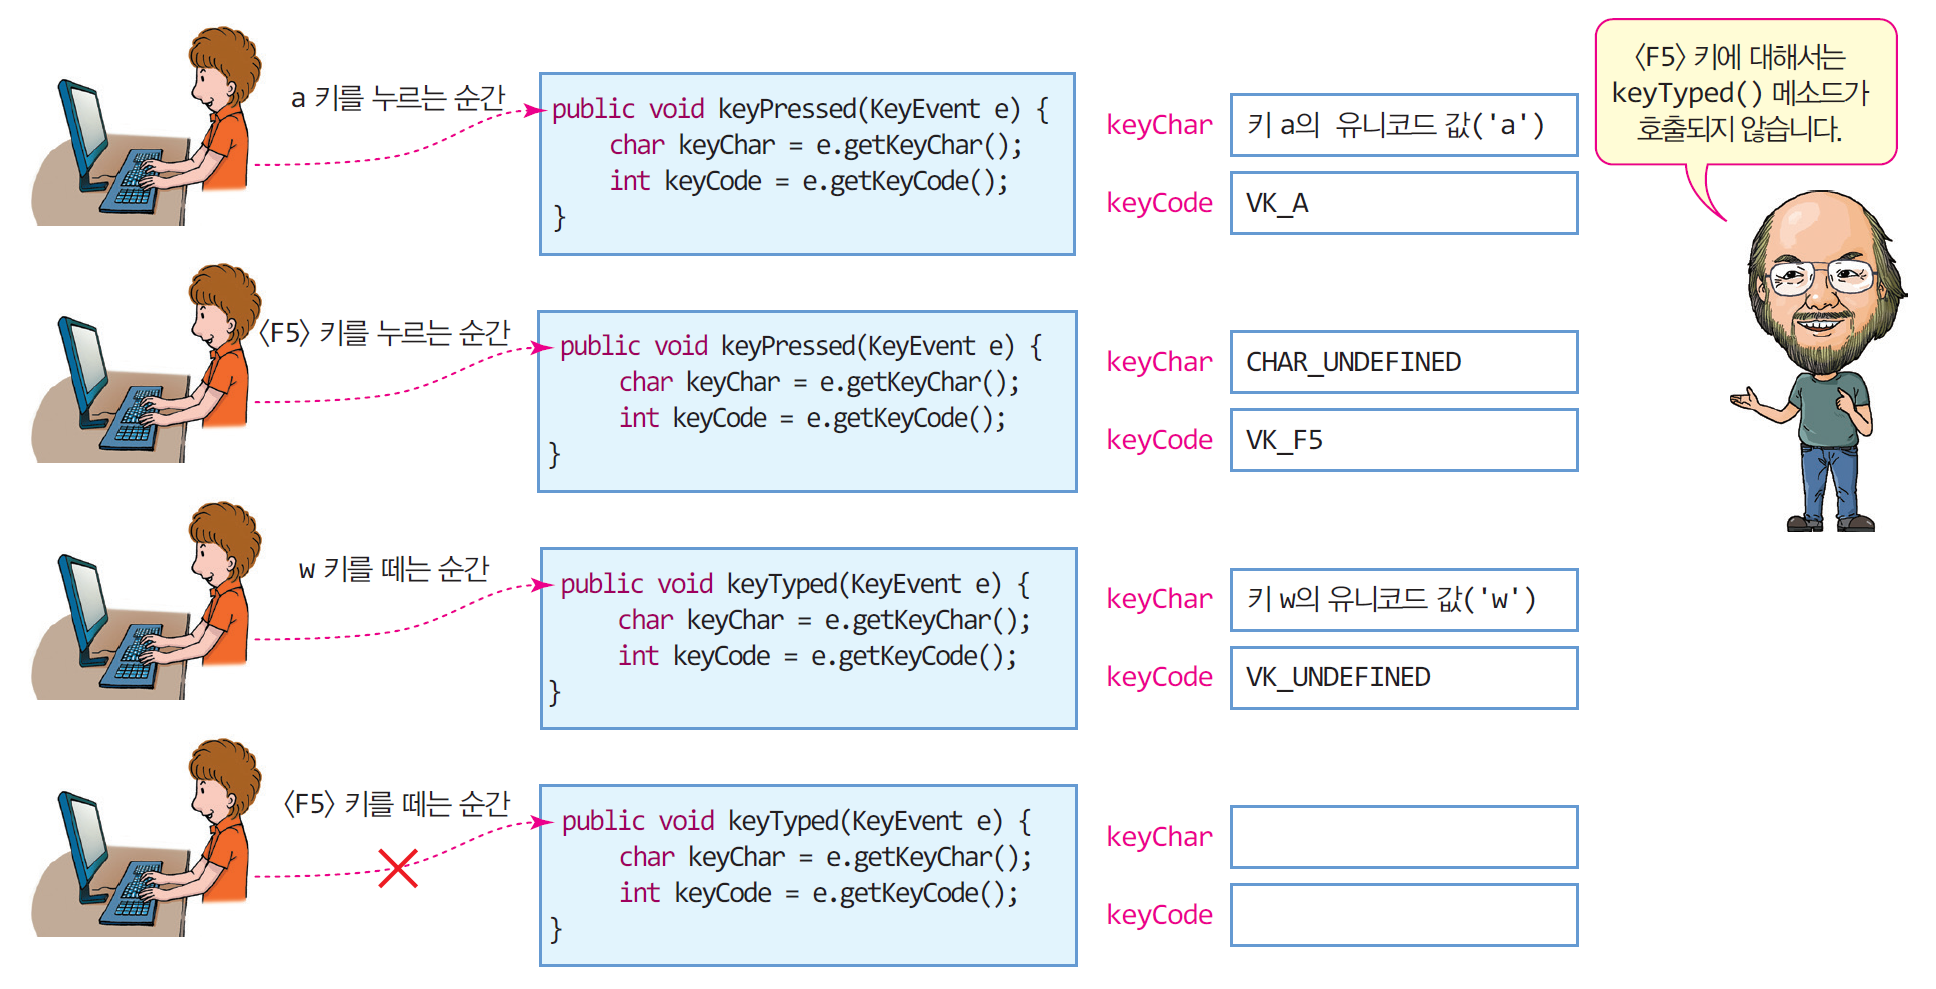 a 키를 누르는 순간
public void keyPressed(KeyEvent e) {
char keyChar = e.getKeyChar();
int keyCode = e.getKeyCode();
}
keyChar 키 a의 유니코드 값('a')
keyCode VK_A
〈F5〉 키에 대해서는
keyTyped() 메소드가
호출되지 않습니다.
〈F5〉 키를 누르는 순간
public void keyPressed(KeyEvent e) {
char keyChar = e.getKeyChar();
int keyCode = e.getKeyCode();
}
keyChar CHAR_UNDEFINED
keyCode VK_F5
w 키를 떼는 순간
public void keyTyped(KeyEvent e) {
char keyChar = e.getKeyChar();
int keyCode = e.getKeyCode();
}
keyChar 키 w의 유니코드 값('w')
keyCode VK_UNDEFINED
〈F5〉 키를 떼는 순간
public void keyTyped(KeyEvent e) {
char keyChar = e.getKeyChar();
int keyCode = e.getKeyCode();
}
keyChar
keyCode